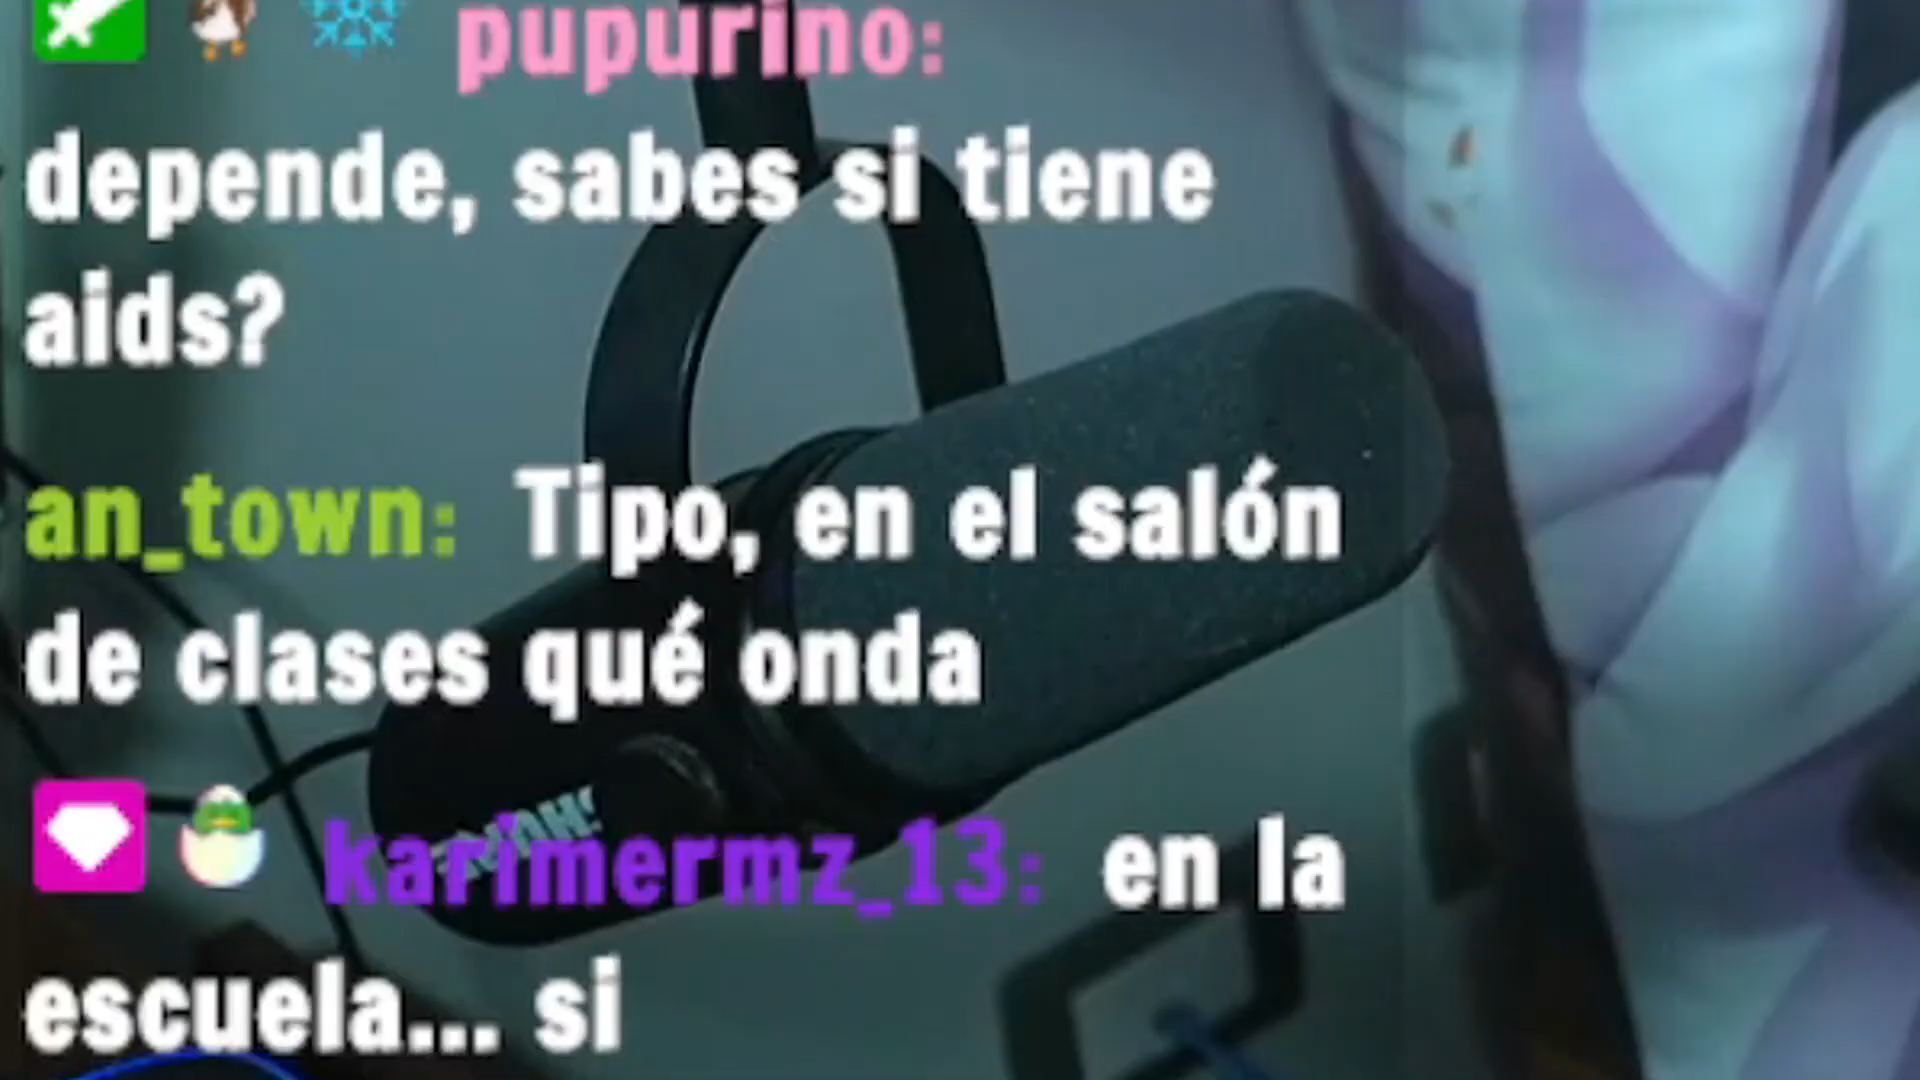 pupurino:
depende, sabes si tiene
aids?
an_town: Tipo, en el salón
de clases qué onda
karimermz_13: en la
escuela... si